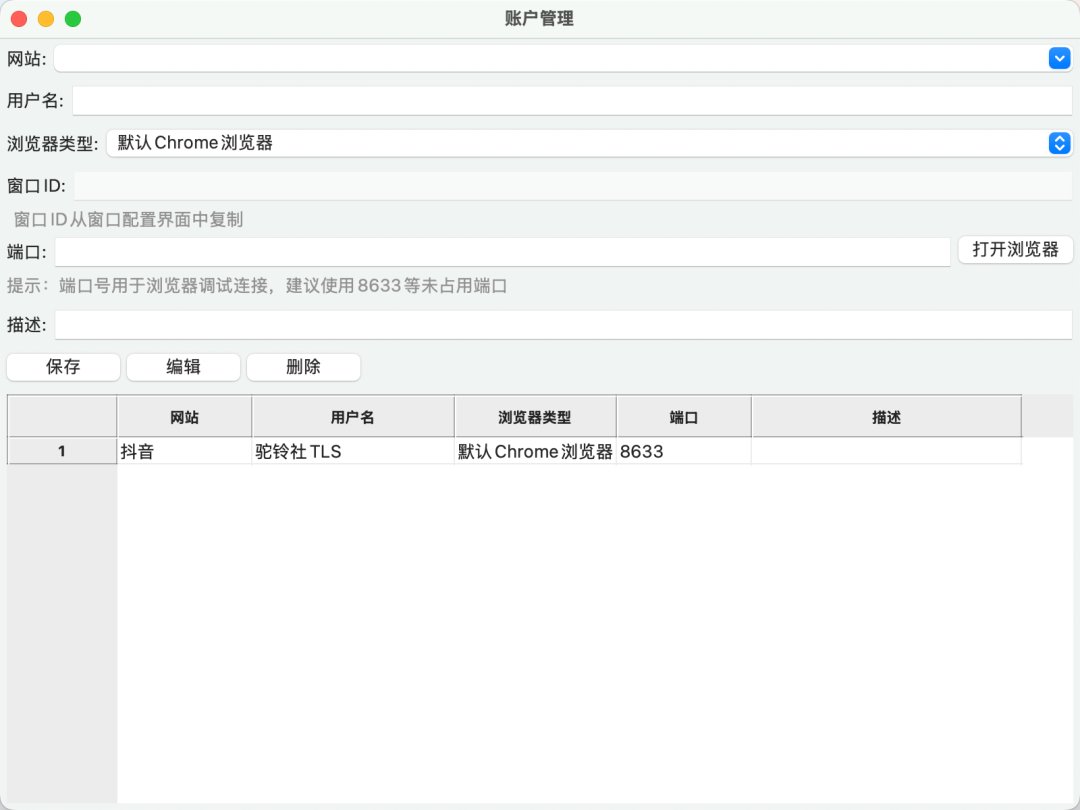 账户管理
网站:
用户名:
浏览器类型: 默认Chrome浏览器
窗口ID:
窗口ID从窗口配置界面中复制
端口: 打开浏览器
提示：端口号用于浏览器调试连接，建议使用8633等未占用端口
描述:
保存 编辑 删除
网站 用户名 浏览器类型 端口 描述
1 抖音 驼铃社TLS 默认Chrome浏览器 8633